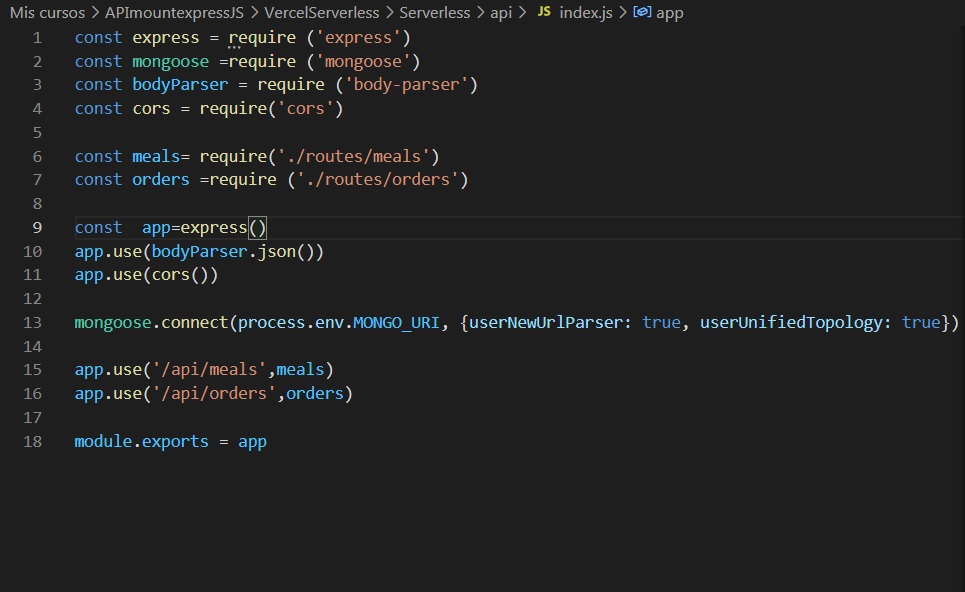 Mis cursos > APImountexpressJS > VercelServerless > Serverless > api > JS index.js > app
1 const express = require ('express')
2 const mongoose =require ('mongoose')
3 const bodyParser = require ('body-parser')
4 const cors = require('cors')
5
6 const meals= require('./routes/meals')
7 const orders =require ('./routes/orders')
8
9 const  app=express()
10 app.use(bodyParser.json())
11 app.use(cors())
12
13 mongoose.connect(process.env.MONGO_URI, {userNewUrlParser: true, userUnifiedTopology: true})
14
15 app.use('/api/meals',meals)
16 app.use('/api/orders',orders)
17
18 module.exports = app